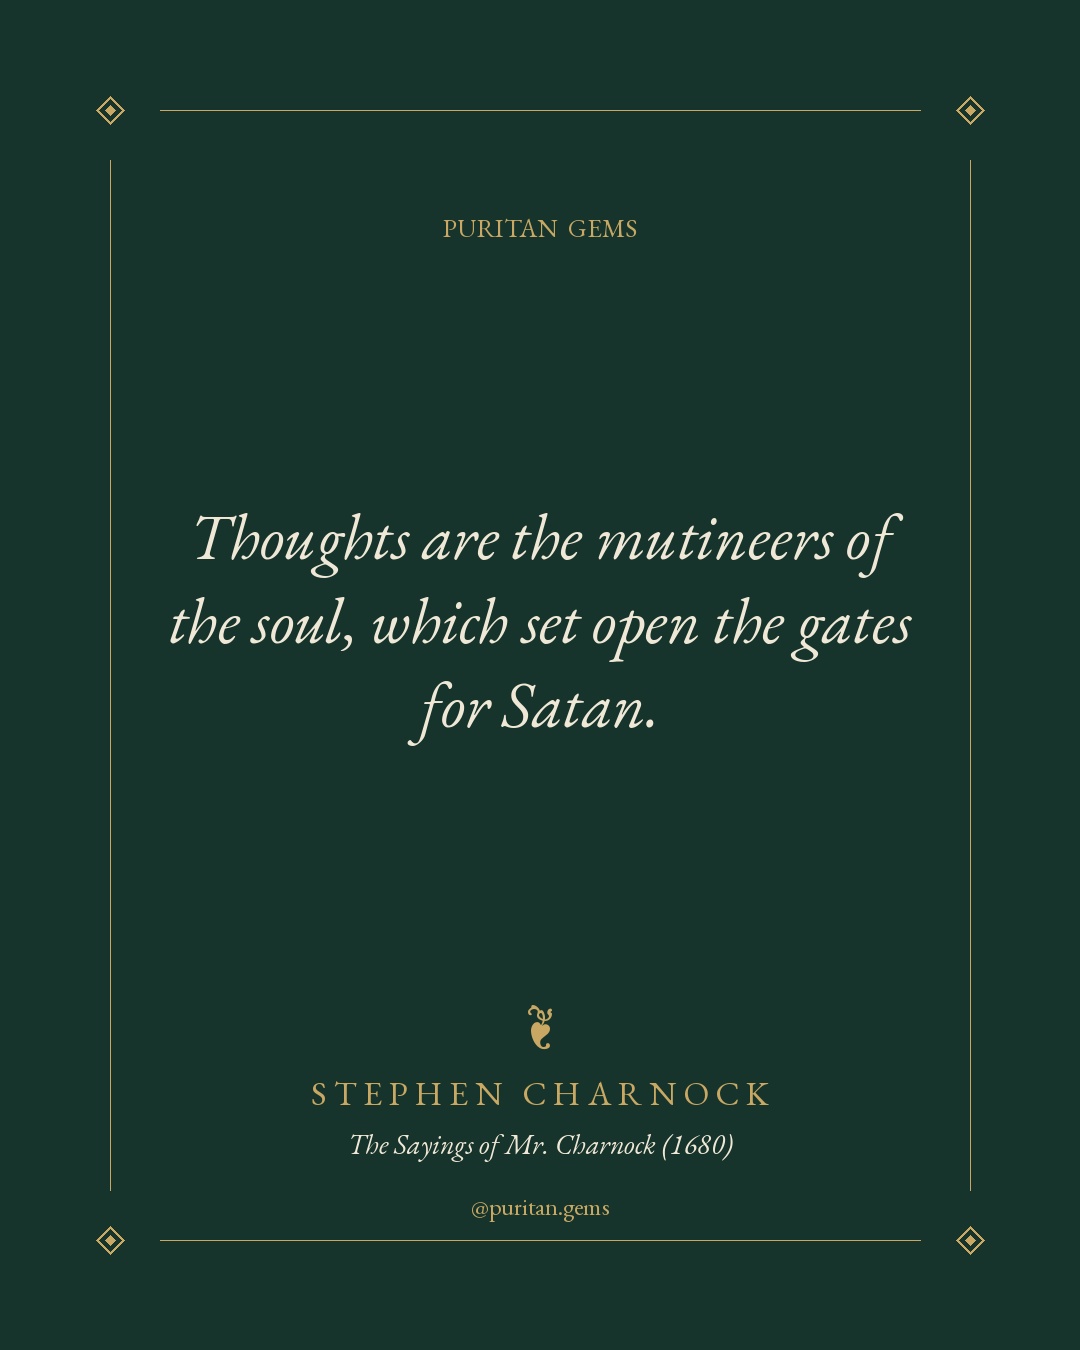 PURITAN GEMS
Thoughts are the mutineers of
the soul, which set open the gates
for Satan.
STEPHEN CHARNOCK
The Sayings of Mr. Charnock (1680)
@puritan.gems